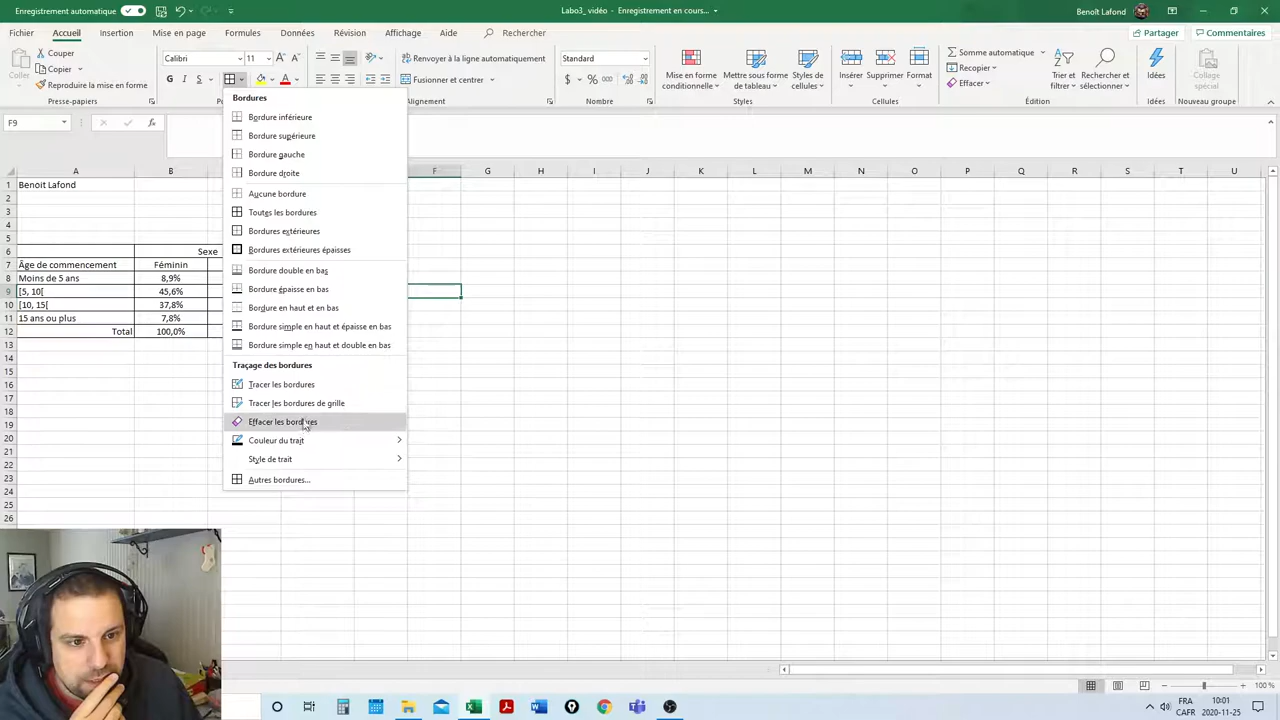 Enregistrement automatique
Labo3_ vidéo - Enregistrement en cours...
Benoît Lafond
Fichier Accueil Insertion Mise en page Formules Données Révision Affichage Aide Rechercher
Partager Commentaires
Coller
Couper
Copier
Reproduire la mise en forme
Presse-papiers
Calibri 11
G I S
Renvoyer à la ligne automatiquement
Fusionner et centrer
Alignement
Standard
$ % 000
Nombre
Mise en forme conditionnelle
Mettre sous forme de tableau
Styles de cellules
Styles
Insérer
Supprimer
Format
Cellules
Somme automatique
Recopier
Effacer
Trier et filtrer
Rechercher et sélectionner
Édition
Idées
Idées
Collage spécial
Nouveau groupe
F9
Bordures
Bordure inférieure
Bordure supérieure
Bordure gauche
Bordure droite
Aucune bordure
Toutes les bordures
Bordures extérieures
Bordures extérieures épaisses
Bordure double en bas
Bordure épaisse en bas
Bordure en haut et en bas
Bordure simple en haut et épaisse en bas
Bordure simple en haut et double en bas
Traçage des bordures
Tracer les bordures
Tracer les bordures de grille
Effacer les bordures
Couleur du trait
Style de trait
Autres bordures...
A B F G H I J K L M N O P Q R S T U
1 Benoit Lafond
2
3
4
5
6 Sexe
7 Âge de commencement Féminin
8 Moins de 5 ans 8,9%
9 [5, 10[ 45,6%
10 [10, 15[ 37,8%
11 15 ans ou plus 7,8%
12 Total 100,0%
13
14
15
16
17
18
19
20
21
22
23
24
25
26
100 %
FRA
CAFR
10:01
2020-11-25